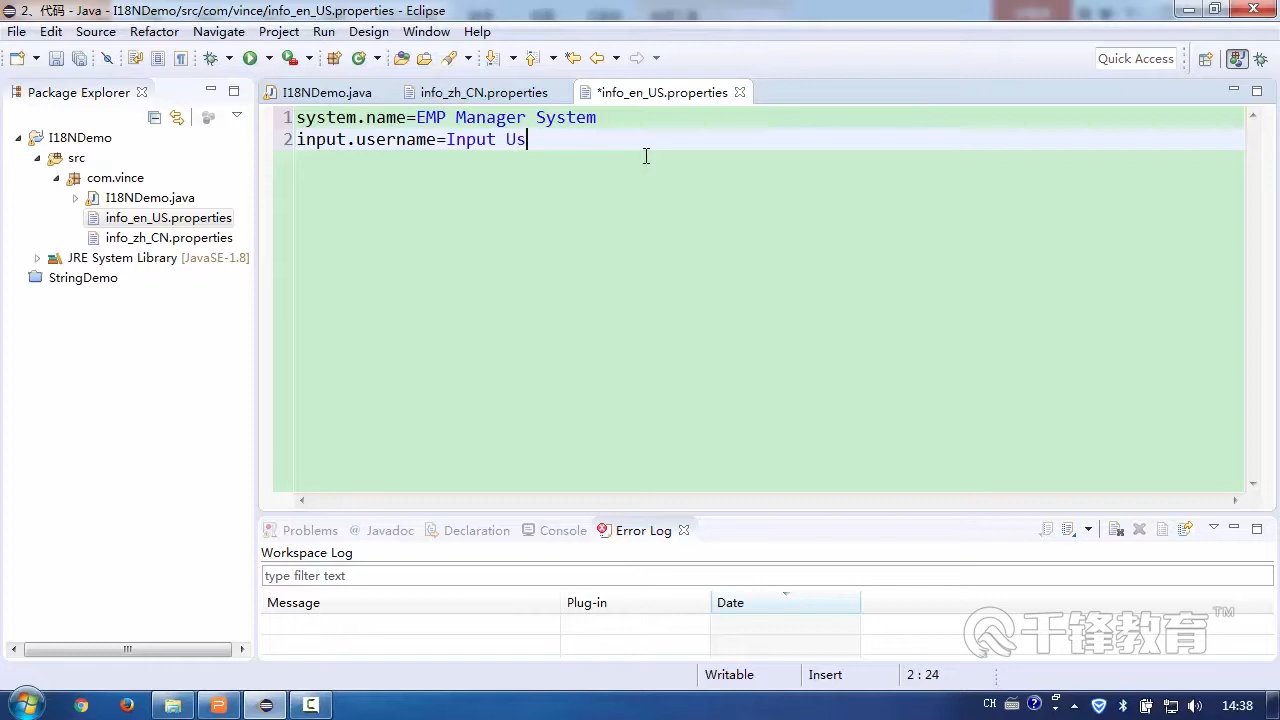 2、代码 - Java - I18NDemo/src/com/vince/info_en_US.properties - Eclipse
File Edit Source Refactor Navigate Project Run Design Window Help
Quick Access
Package Explorer
I18NDemo.java info_zh_CN.properties *info_en_US.properties
I18NDemo
src
com.vince
I18NDemo.java
info_en_US.properties
info_zh_CN.properties
JRE System Library [JavaSE-1.8]
StringDemo
1 system.name=EMP Manager System
2 input.username=Input Us
Problems @ Javadoc Declaration Console Error Log
Workspace Log
type filter text
Message Plug-in Date
千锋教育 TM
Writable Insert 2 : 24
CH 14:38